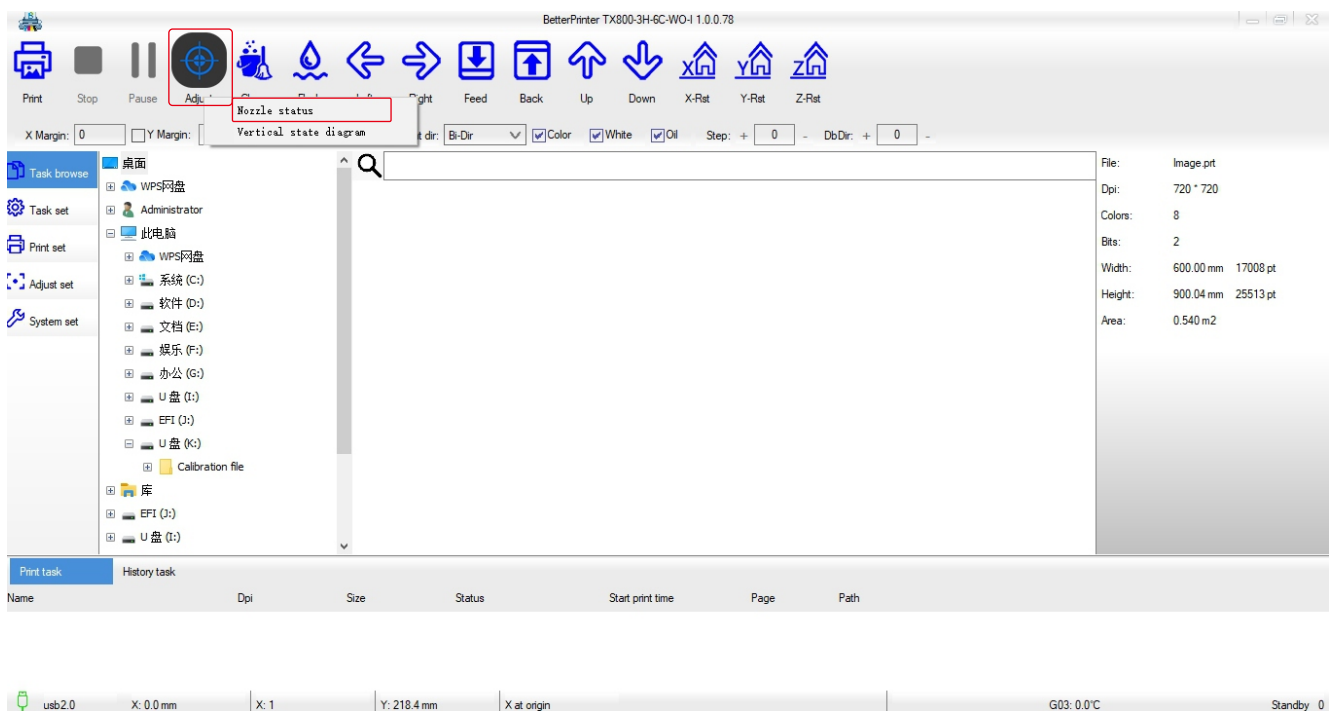 BetterPrinter TX800-3H-6C-WO-I 1.0.0.78
Print Stop Pause Feed Back Up Down X-Rst Y-Rst Z-Rst
Nozzle status
Vertical state diagram
X Margin: 0 Y Margin: dir: Bi-Dir Color White Oil Step: + 0 - DbDir: + 0 -
Task browse
Task set
Print set
Adjust set
System set
桌面
WPS网盘
Administrator
此电脑
WPS网盘
系统 (C:)
软件 (D:)
文档 (E:)
娱乐 (F:)
办公 (G:)
U 盘 (I:)
EFI (J:)
U 盘 (K:)
Calibration file
库
EFI (J:)
U 盘 (I:)
File: Image.prt
Dpi: 720 * 720
Colors: 8
Bits: 2
Width: 600.00 mm 17008 pt
Height: 900.04 mm 25513 pt
Area: 0.540 m2
Print task History task
Name Dpi Size Status Start print time Page Path
usb2.0 X: 0.0 mm X: 1 Y: 218.4 mm X at origin G03: 0.0℃ Standby 0